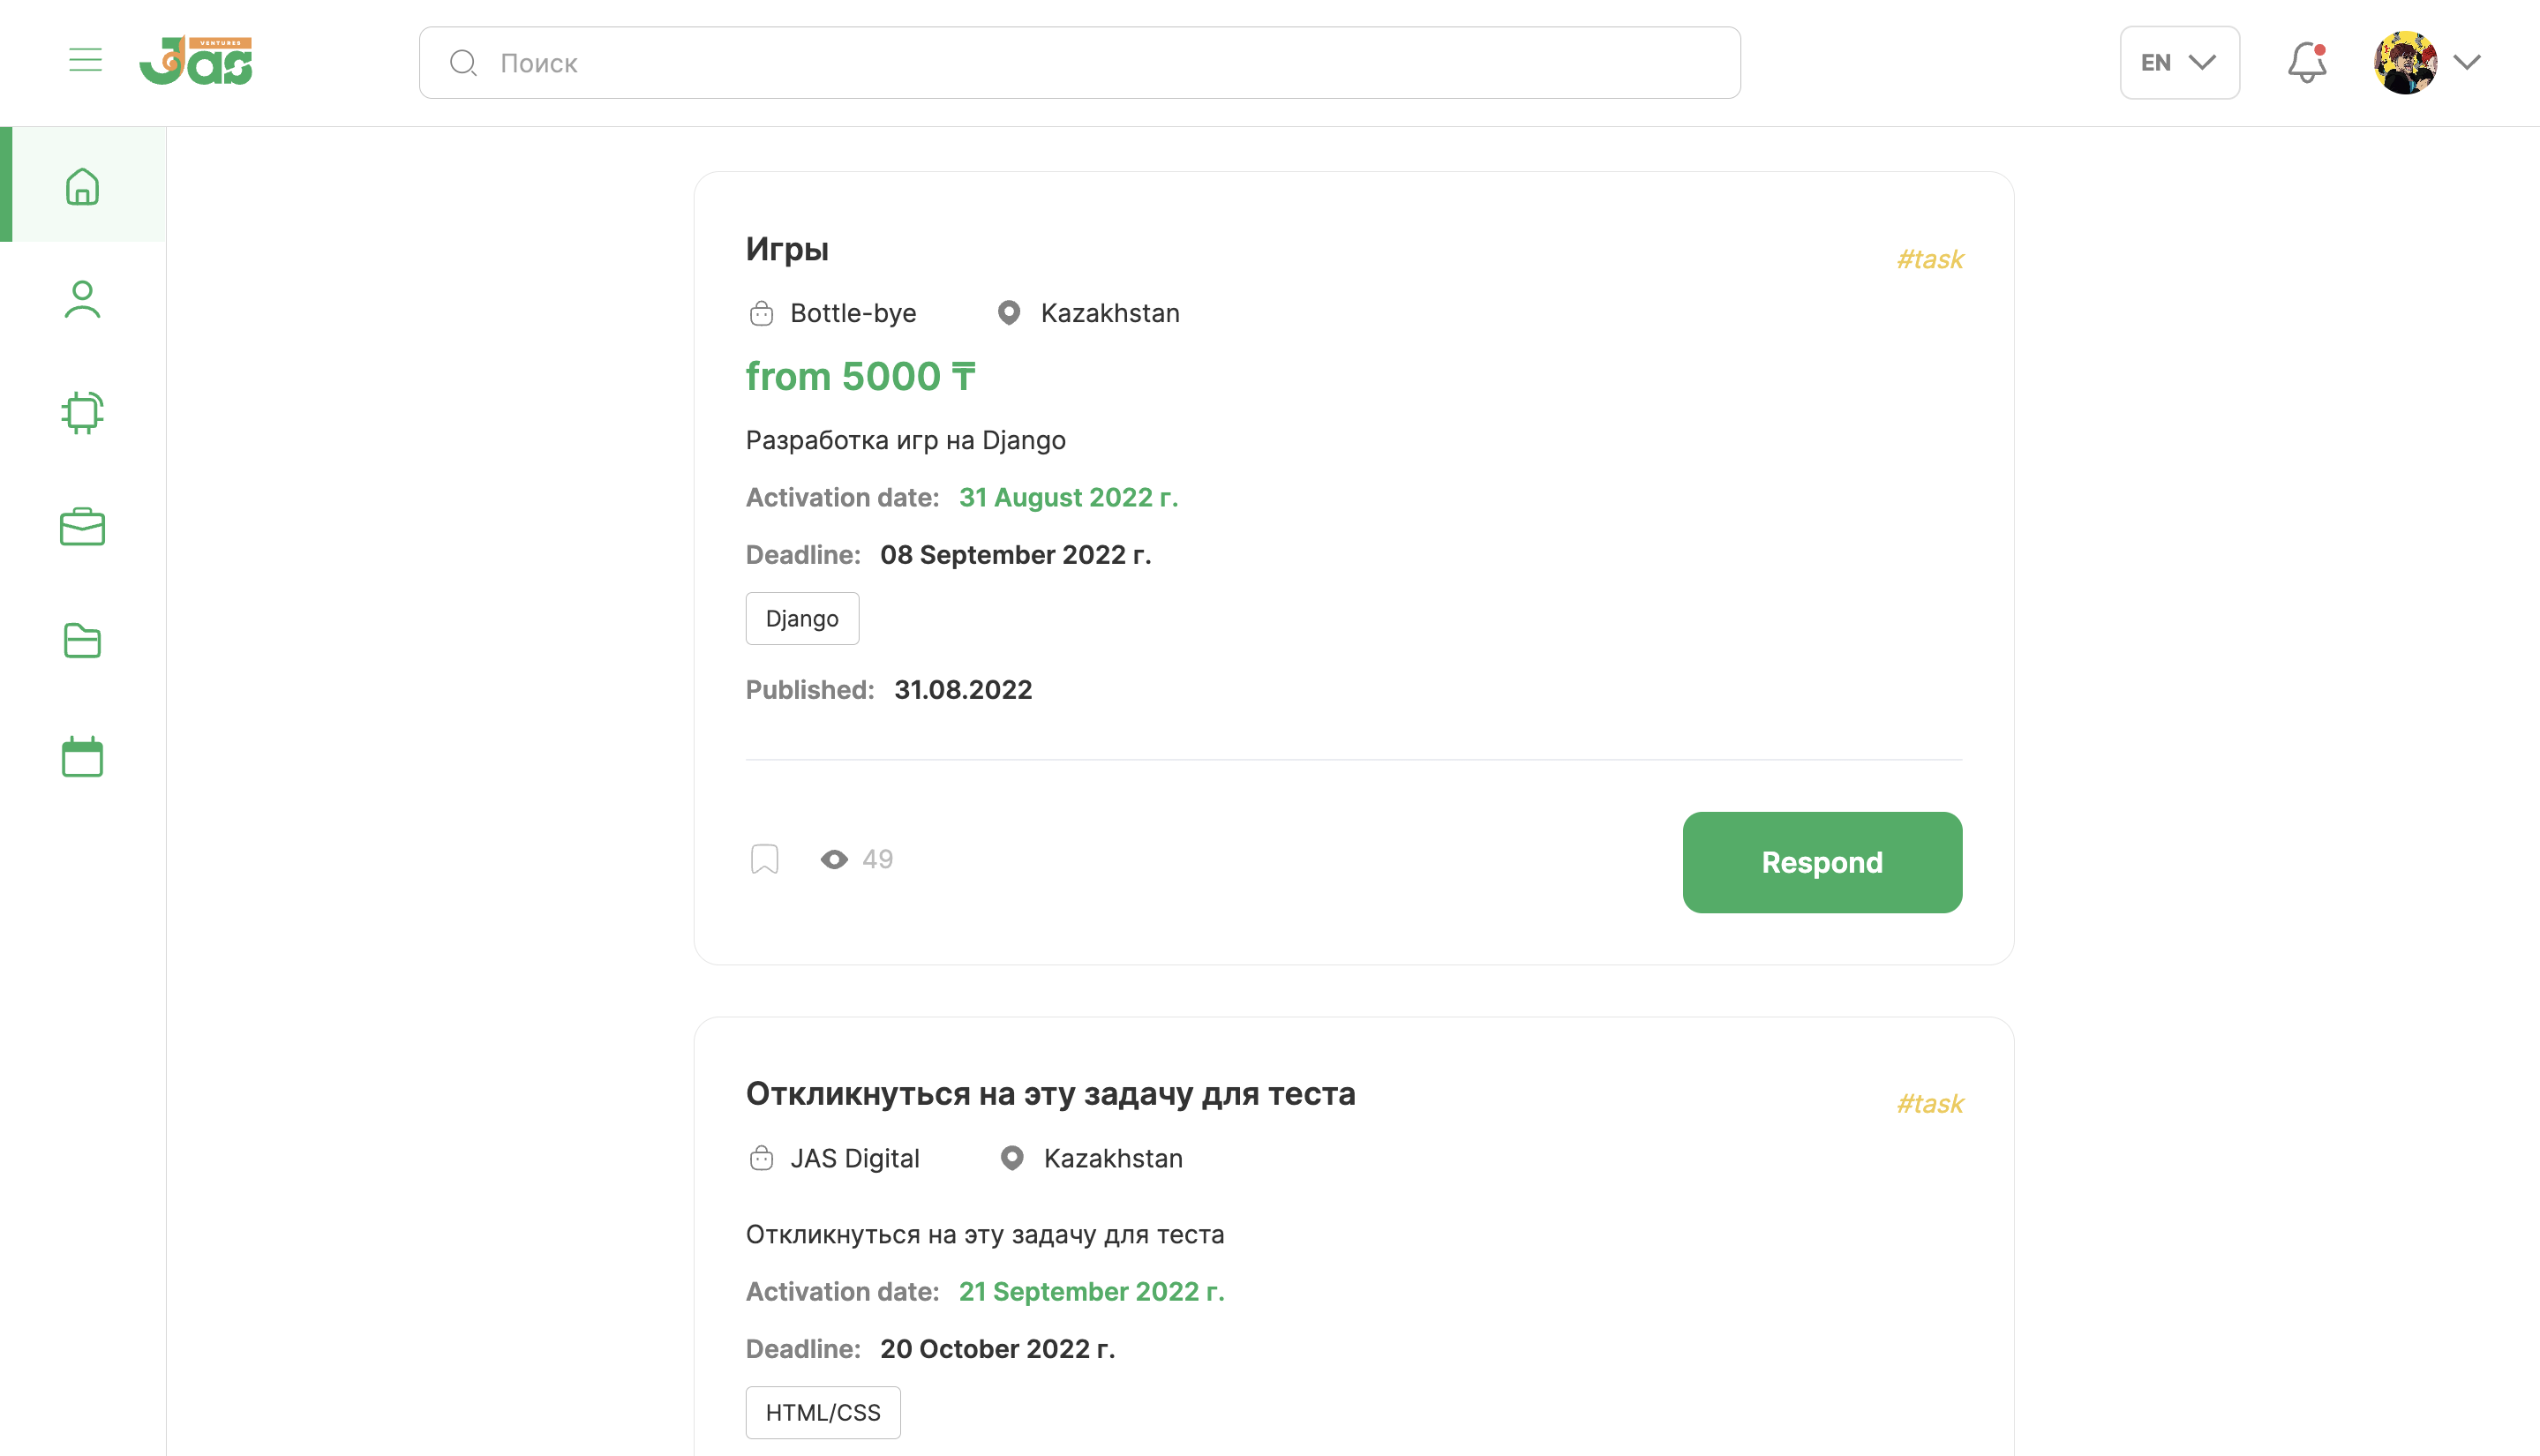 VENTURES
Jas
Поиск
EN
Игры
#task
Bottle-bye
Kazakhstan
from 5000 ₸
Разработка игр на Django
Activation date: 31 August 2022 г.
Deadline: 08 September 2022 г.
Django
Published: 31.08.2022
49
Respond
Откликнуться на эту задачу для теста
#task
JAS Digital
Kazakhstan
Откликнуться на эту задачу для теста
Activation date: 21 September 2022 г.
Deadline: 20 October 2022 г.
HTML/CSS